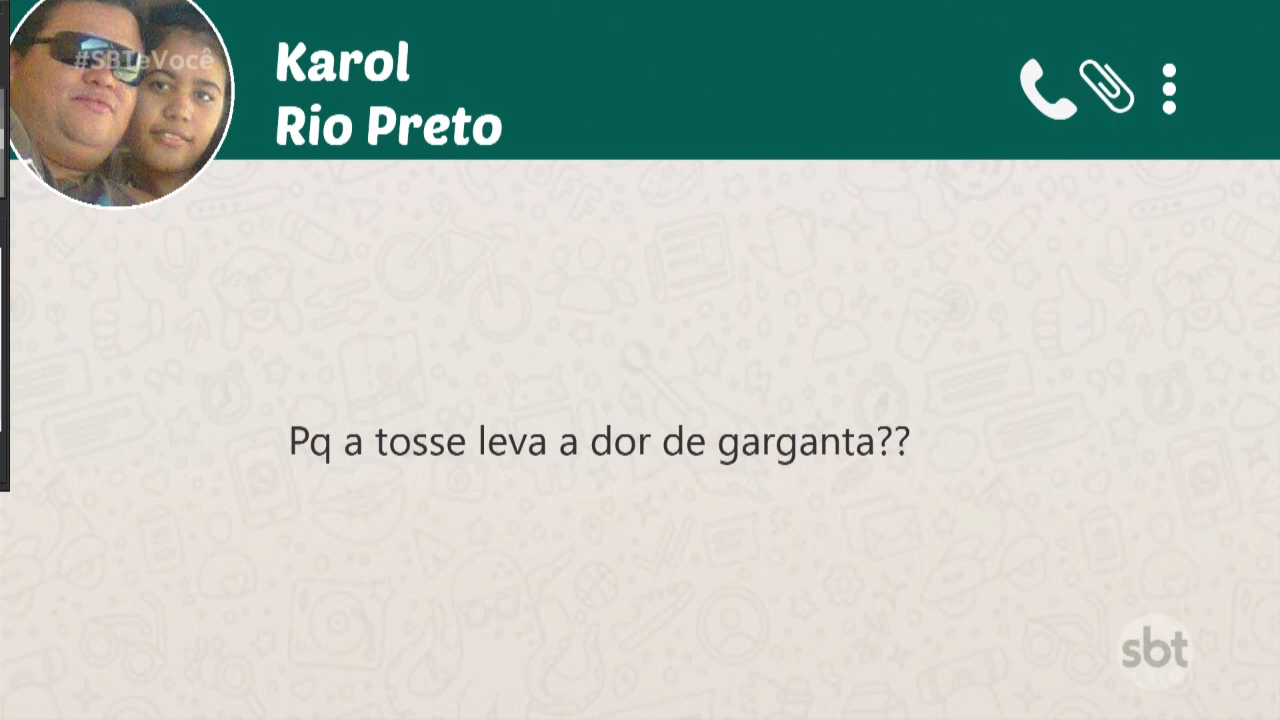 #SBTeVocê
Karol
Rio Preto
Pq a tosse leva a dor de garganta??
sbt